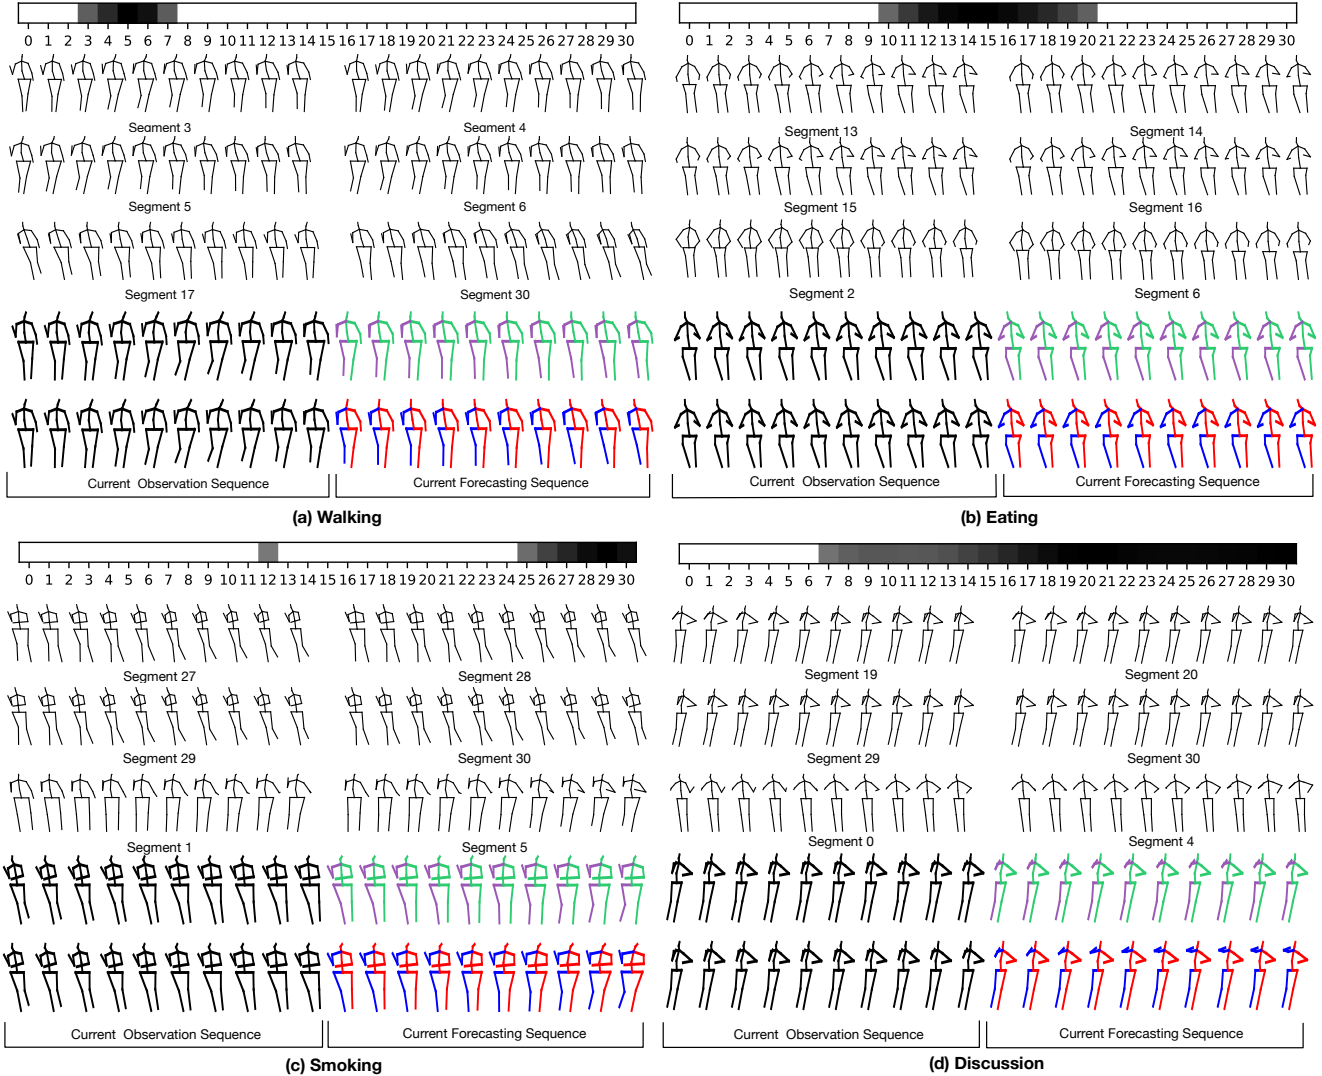 0 1 2 3 4 5 6 7 8 9 10 11 12 13 14 15 16 17 18 19 20 21 22 23 24 25 26 27 28 29 30
Segment 3 Segment 4
Segment 5 Segment 6
Segment 17 Segment 30
Current Observation Sequence Current Forecasting Sequence
(a) Walking
0 1 2 3 4 5 6 7 8 9 10 11 12 13 14 15 16 17 18 19 20 21 22 23 24 25 26 27 28 29 30
Segment 13 Segment 14
Segment 15 Segment 16
Segment 2 Segment 6
Current Observation Sequence Current Forecasting Sequence
(b) Eating
0 1 2 3 4 5 6 7 8 9 10 11 12 13 14 15 16 17 18 19 20 21 22 23 24 25 26 27 28 29 30
Segment 27 Segment 28
Segment 29 Segment 30
Segment 1 Segment 5
Current Observation Sequence Current Forecasting Sequence
(c) Smoking
0 1 2 3 4 5 6 7 8 9 10 11 12 13 14 15 16 17 18 19 20 21 22 23 24 25 26 27 28 29 30
Segment 19 Segment 20
Segment 29 Segment 30
Segment 0 Segment 4
Current Observation Sequence Current Forecasting Sequence
(d) Discussion